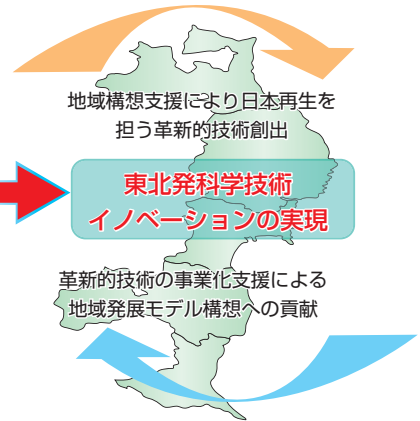 地域構想支援により日本再生を
担う革新的技術創出
東北発科学技術
イノベーションの実現
革新的技術の事業化支援による
地域発展モデル構想への貢献